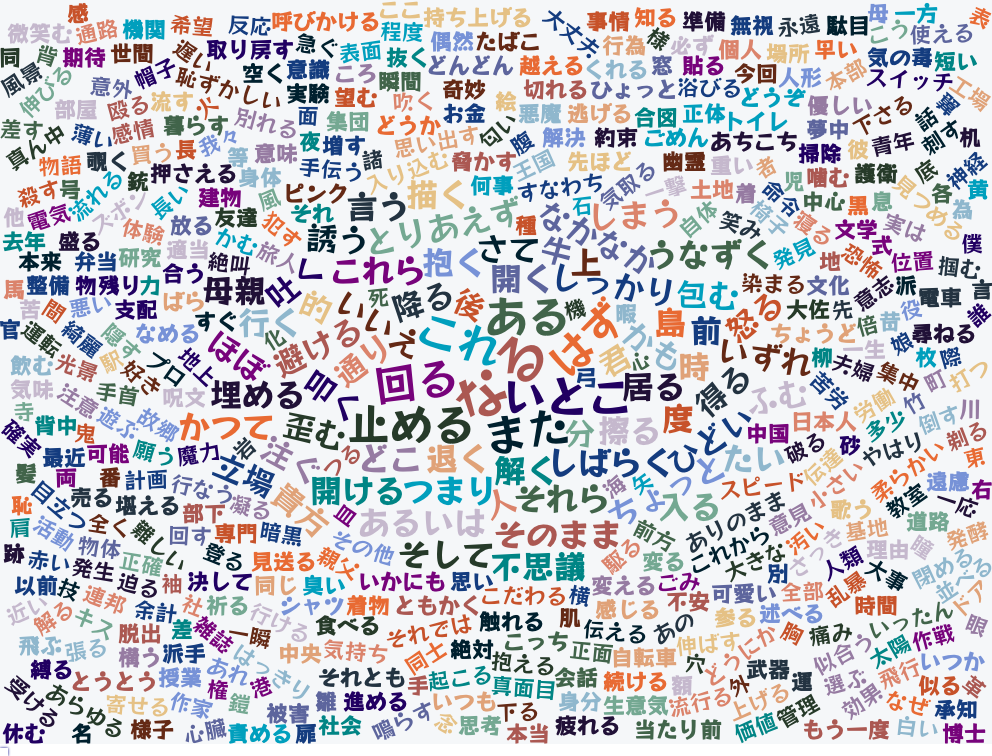 感 ここ 持ち上げる 大丈夫 事情 知る 準備 無視 永遠 駄目 母 一方 表
微笑む 通路 機関 希望 反応 呼びかける 程度 こう 使える
同 背 期待 世間 遅い 取り戻す 急ぐ 表面 抜く 偶然 たばこ 行為 様 必ず 個人 場所 早い 気の毒 短い
風景 伸びる 意外 帽子 恥ずかしい 空く 意識 ころ 瞬間 どんどん 越える くれる 窓 貼る 今回 人形 本部 スイッチ 工場
部屋 殴る 流す 火 実験 望む 吹く 奇妙 切れる ひょっと 浴びる どうぞ 優しい 下さる 話 翼
差す 真ん中 薄い 感情 暮らす 別れる 面 集団 お金 絵 悪魔 逃げる 合図 正体 トイレ 夢中 青年 刺す 机
物語 覗く 買う 長 我々 等 意味 夜 増す どうか 思い出す 匂い 腹 解決 約束 ごめん あちこち 掃除 彼 底 神経
殺す 号 流れる 銃 押さえる 身体 手伝う 諸 入り込む 脅かす 王国 先ほど 幽霊 重い 者 児 噛む 護衛 見つめる 各 黄
他 電気 ズボン 長い 建物 風 ピンク 言う 描く 何事 すなわち 気取る 一撃 土地 着 命令 中心 黒 息 為
去年 盛る 体験 放る 友達 犯す それ 誘う とりあえず 種 石 しまう 自体 笑み 椅子 寝る 文学 実は 僕
本来 弁当 研究 適当 かむ 旅人 さて なかなか 牛 上 うなずく 発見 地 恐怖 式 位置 掴む
馬 整備 物 残り 力 合う 絶叫 し これら 抱く 開く しっかり 包む 染まる 文化 意志 派 電車 言
苦 間 悪い 支配 ばら 母親 吐く 的 いい 死 降る 後 ある 機 はず 暇 島 前 怒る 大佐 先 昔 役 尋ねる 誰
官 運転 綺麗 隠す なめる すぐ 行く 化 ぞ これ る 君 かも 時 いずれ ちょうど 倍 一生 姫 枚 際
飲む 光景 駅 好き プロ 地上 ほぼ 避ける 通り 回る ない いとこ 弓 心 居る 得る 柳 夫婦 集中 町 打つ
気味 注意 手首 呪文 埋める 叩く 苦労 ふむ 労働 竹 川
寺 背中 鬼 遊ぶ 故郷 かつて 歪む 止める また 分 擦る 度 ひどい 中国 日本人 多少 倒す 剃る
確実 最近 可能 願う 魔力 舌 注ぐ つる どこ 退く 解く しばらく たい 破る 砂 伝達 やはり 東
髪 両 番 計画 行なう 立場 貴方 開ける つまり 人 それら 海 矢 ちょっと 入る スピード 小さい 柔らかい 遠慮 右
恥 目立つ 売る 堪える 部下 凝る 皿 あるいは そのまま 前方 ありのまま 意見 歌う 教室 一応
肩 活動 全く 難しい 回す 専門 暗黒 その他 駆る これから 汚い 基地 道路 発酵
跡 赤い 物体 正確 登る 見送る 親父 そして 不思議 変る 大きな 別 さっき 人類 理由 瞳 閉める
以前 技 発生 迫る 袖 決して 同じ 臭い いかにも 思い こだわる 横 変える ごみ 可愛い 全部 乱暴 大事 並べる
近い 解る 連邦 余計 社 祈る 行ける シャツ 着物 ともかく 触れる 肌 感じる 不安 参る 述べる 時間 ドア
キス 脱出 差 雑誌 一瞬 食べる それでは 絶対 こっち 伝える あの 伸ばす どうにか 胸 痛み 似合う いったん 太陽 作戦 眼
飛ぶ 張る 構う 派手 はっきり 中央 気持ち 同士 抱える 正面 自転車 穴 武器 選ぶ 飛行 いつか
縛る とうとう 授業 あれ 権 港 それとも 手 起こる 真面目 会話 続ける 額 外 運 効果 似る 茎
受ける あらゆる 寄せる 作家 鎧 被害 雛 進める いつも 下る 身分 生意気 流行る 上げる 管理 なぜ 承知
休む 名 様子 心臓 責める 扉 社会 鳴らす 念 思考 本当 疲れる 当たり前 価値 もう一度 白い 博士